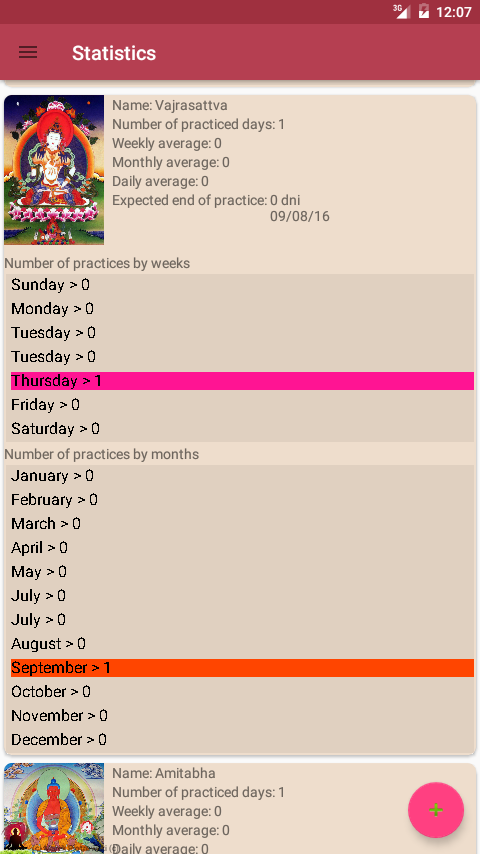 3G 12:07
Statistics
Name: Vajrasattva
Number of practiced days: 1
Weekly average: 0
Monthly average: 0
Daily average: 0
Expected end of practice: 0 dni
09/08/16
Number of practices by weeks
Sunday > 0
Monday > 0
Tuesday > 0
Tuesday > 0
Thursday > 1
Friday > 0
Saturday > 0
Number of practices by months
January > 0
February > 0
March > 0
April > 0
May > 0
July > 0
July > 0
August > 0
September > 1
October > 0
November > 0
December > 0
Name: Amitabha
Number of practiced days: 1
Weekly average: 0
Monthly average: 0
Daily average: 0